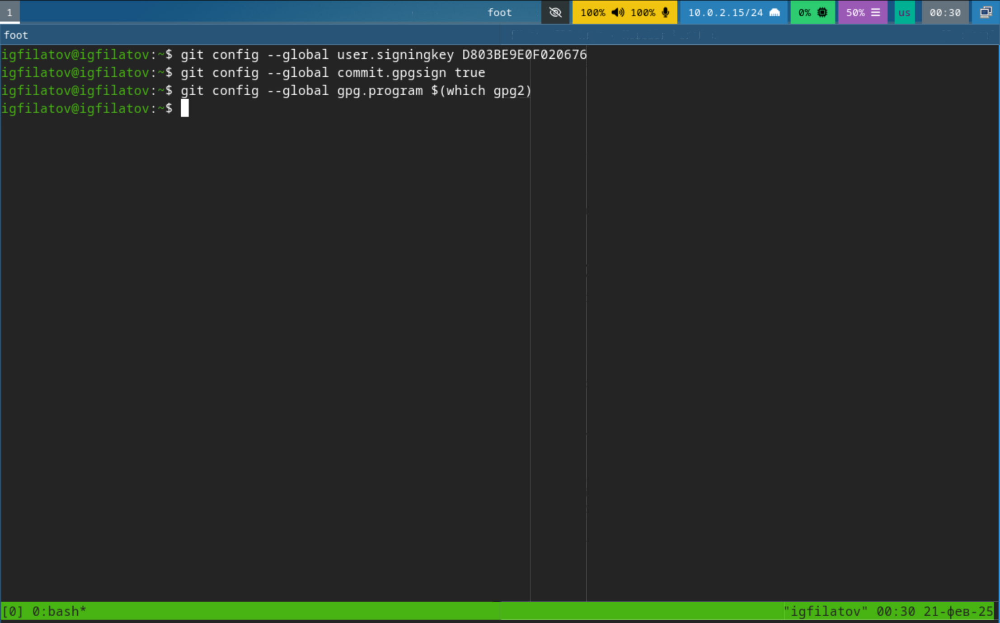 1 foot 100% 100% 10.0.2.15/24 0% 50% us 00:30
foot
igfilatov@igfilatov:~$ git config --global user.signingkey D803BE9E0F020676
igfilatov@igfilatov:~$ git config --global commit.gpgsign true
igfilatov@igfilatov:~$ git config --global gpg.program $(which gpg2)
igfilatov@igfilatov:~$
[0] 0:bash* "igfilatov" 00:30 21-фев-25